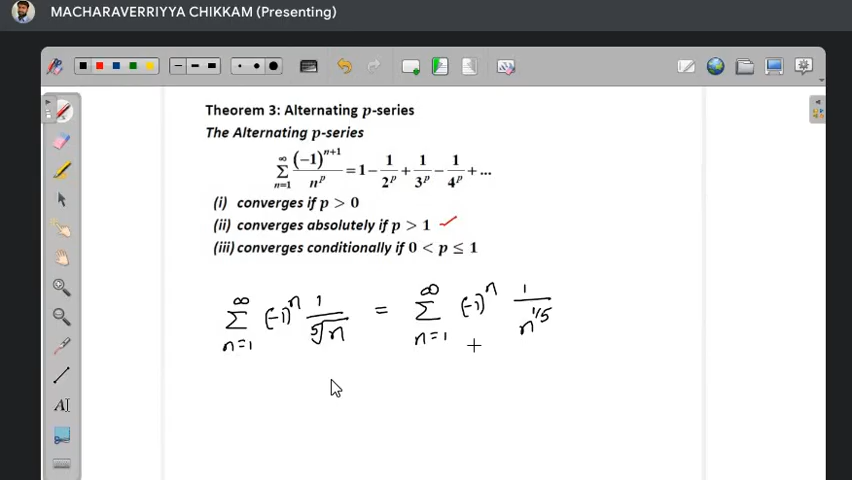 MACHARAVERRIYYA CHIKKAM (Presenting)
Theorem 3: Alternating p-series
The Alternating p-series
∑_{n=1}^{∞} (-1)^{n+1}/n^p = 1 - 1/2^p + 1/3^p - 1/4^p + ...
(i) converges if p > 0
(ii) converges absolutely if p > 1 ✓
(iii) converges conditionally if 0 < p ≤ 1
∑_{n=1}^{∞} (-1)^n 1/⁵√n = ∑_{n=1}^{∞} (-1)^n 1/n^{1/5}